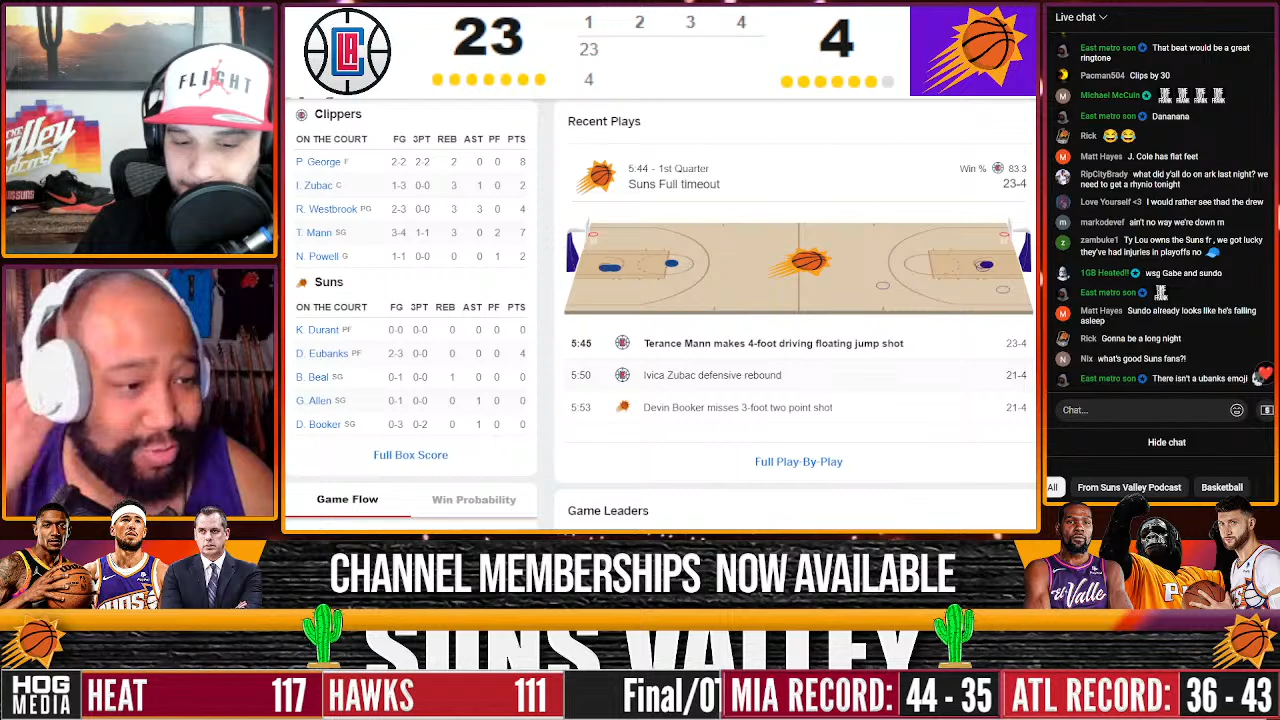 FLIGHT
THE
alley
podcast
23
1 2 3 4
23
4
4
LA
Clippers
ON THE COURT FG 3PT REB AST PF PTS
P. George F 2-2 2-2 2 0 0 8
I. Zubac C 1-3 0-0 3 1 0 2
R. Westbrook PG 2-3 0-0 3 3 0 4
T. Mann SG 3-4 1-1 3 0 2 7
N. Powell G 1-1 0-0 0 0 1 2
Suns
ON THE COURT FG 3PT REB AST PF PTS
K. Durant PF 0-0 0-0 0 0 0 0
D. Eubanks PF 2-3 0-0 0 0 0 4
B. Beal SG 0-1 0-0 1 0 0 0
G. Allen SG 0-1 0-0 0 1 0 0
D. Booker SG 0-3 0-2 0 1 0 0
Full Box Score
Game Flow Win Probability
Recent Plays
5:44 - 1st Quarter
Suns Full timeout
Win % 83.3
23-4
5:45 Terance Mann makes 4-foot driving floating jump shot 23-4
5:50 Ivica Zubac defensive rebound 21-4
5:53 Devin Booker misses 3-foot two point shot 21-4
Full Play-By-Play
Game Leaders
Live chat
East metro son That beat would be a great
ringtone
Pacman504 Clips by 30
Michael McCuin
East metro son Dananana
Rick 😂😂
Matt Hayes J. Cole has flat feet
RipCityBrady what did y'all do on ark last night? we
need to get a rhynio tonight
Love Yourself <3 I would rather see thad the drew
markodevef ain't no way we're down rn
zambuke1 Ty Lou owns the Suns fr , we got lucky
they've had injuries in playoffs no 🧢
1GB Heated!! wsg Gabe and sundo
East metro son
Matt Hayes Sundo already looks like he's falling
asleep
Rick Gonna be a long night
Nix what's good Suns fans?!
East metro son There isn't a ubanks emoji
Chat...
Hide chat
All From Suns Valley Podcast Basketball
CHANNEL MEMBERSHIPS NOW AVAILABLE
SUNS VALLEY
HOG
MEDIA
HEAT 117 HAWKS 111 Final/OT MIA RECORD: 44 - 35 ATL RECORD: 36 - 43